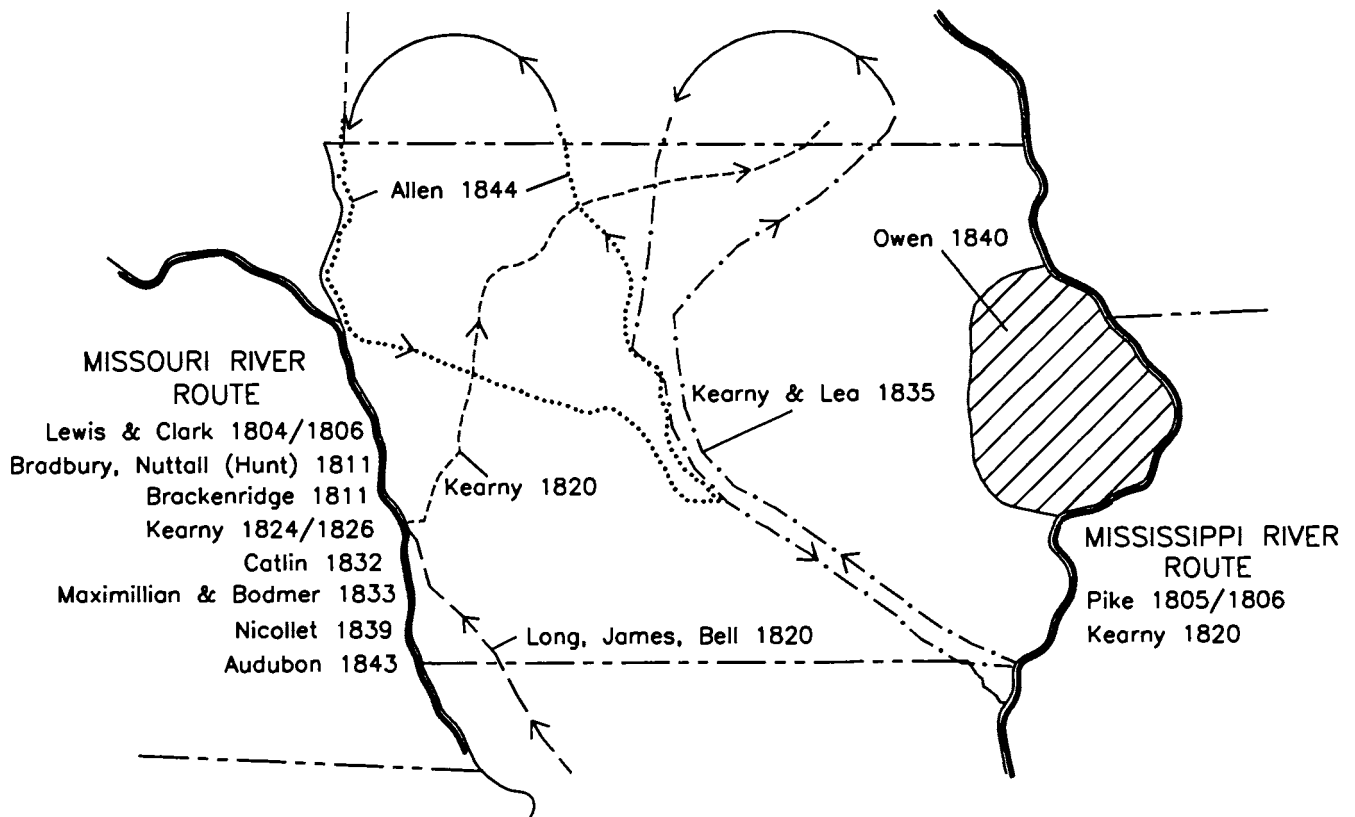 Allen 1844
Owen 1840
MISSOURI RIVER
ROUTE
Lewis & Clark 1804/1806
Bradbury, Nuttall (Hunt) 1811
Brackenridge 1811
Kearny 1824/1826
Catlin 1832
Maximillian & Bodmer 1833
Nicollet 1839
Audubon 1843
Kearny & Lea 1835
Kearny 1820
Long, James, Bell 1820
MISSISSIPPI RIVER
ROUTE
Pike 1805/1806
Kearny 1820